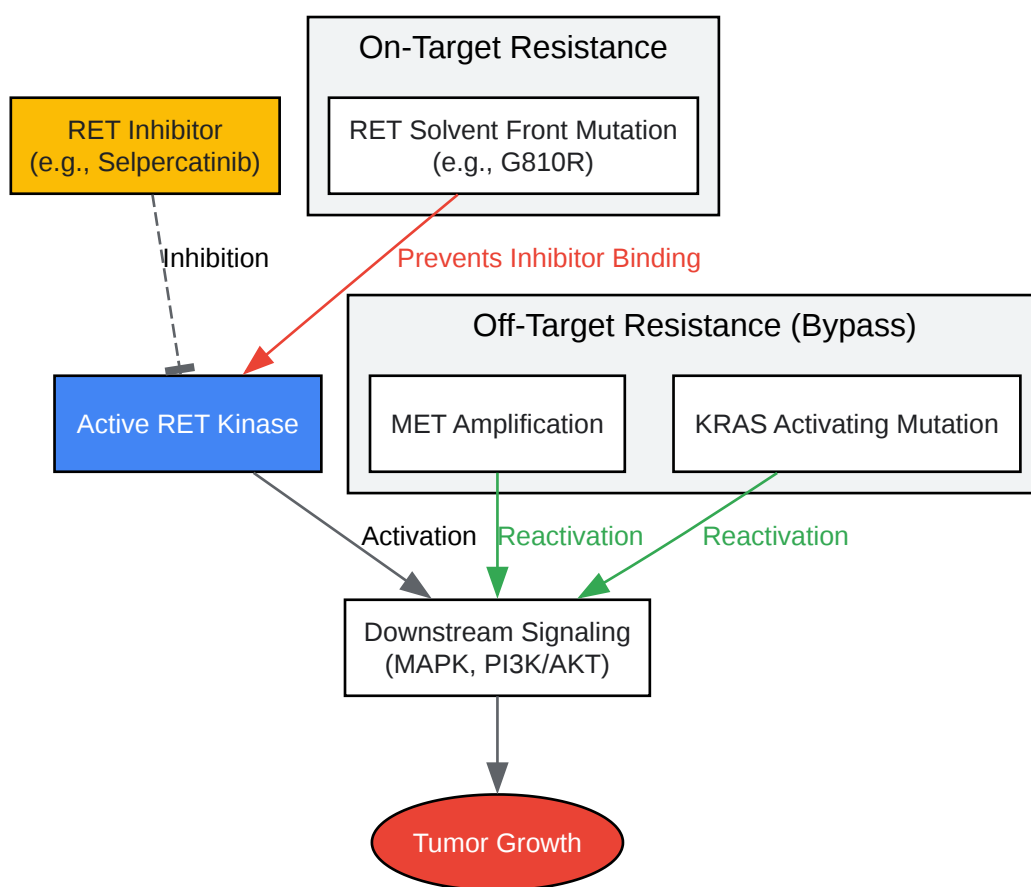 On-Target Resistance
RET Inhibitor
(e.g., Selpercatinib)
RET Solvent Front Mutation
(e.g., G810R)
Inhibition
Prevents Inhibitor Binding
Off-Target Resistance (Bypass)
Active RET Kinase
MET Amplification
KRAS Activating Mutation
Activation
Reactivation
Reactivation
Downstream Signaling
(MAPK, PI3K/AKT)
Tumor Growth